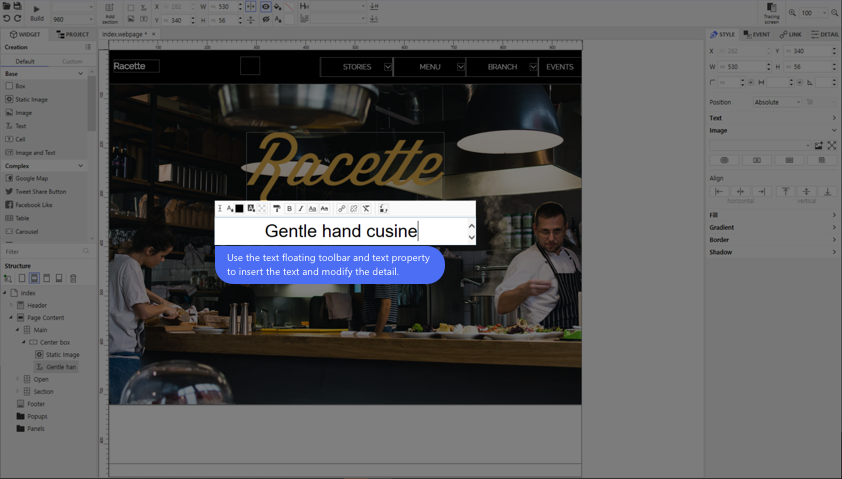 Build
960
Add section
X 282
W 530
Y 340
H 56
Tracing screen
100
WIDGET
PROJECT
index.webpage *
STYLE
EVENT
LINK
DETAIL
Creation
Default
Custom
Base
Box
Static Image
Image
Text
Cell
Image and Text
Complex
Google Map
Tweet Share Button
Facebook Like
Table
Carousel
Filter
Structure
Index
Header
Page Content
Main
Center box
Static Image
Gentle han
Open
Section
Footer
Popups
Panels
Racette
STORIES
MENU
BRANCH
EVENTS
Racette
Gentle hand cusine
Use the text floating toolbar and text property
to insert the text and modify the detail.
X 282
Y 340
W 530
H 56
Position
Absolute
Text
Image
Align
horizontal
vertical
Fill
Gradient
Border
Shadow